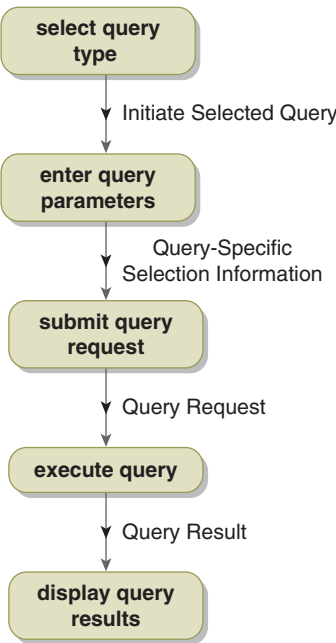 select query
type
Initiate Selected Query
enter query
parameters
Query-Specific
Selection Information
submit query
request
Query Request
execute query
Query Result
display query
results